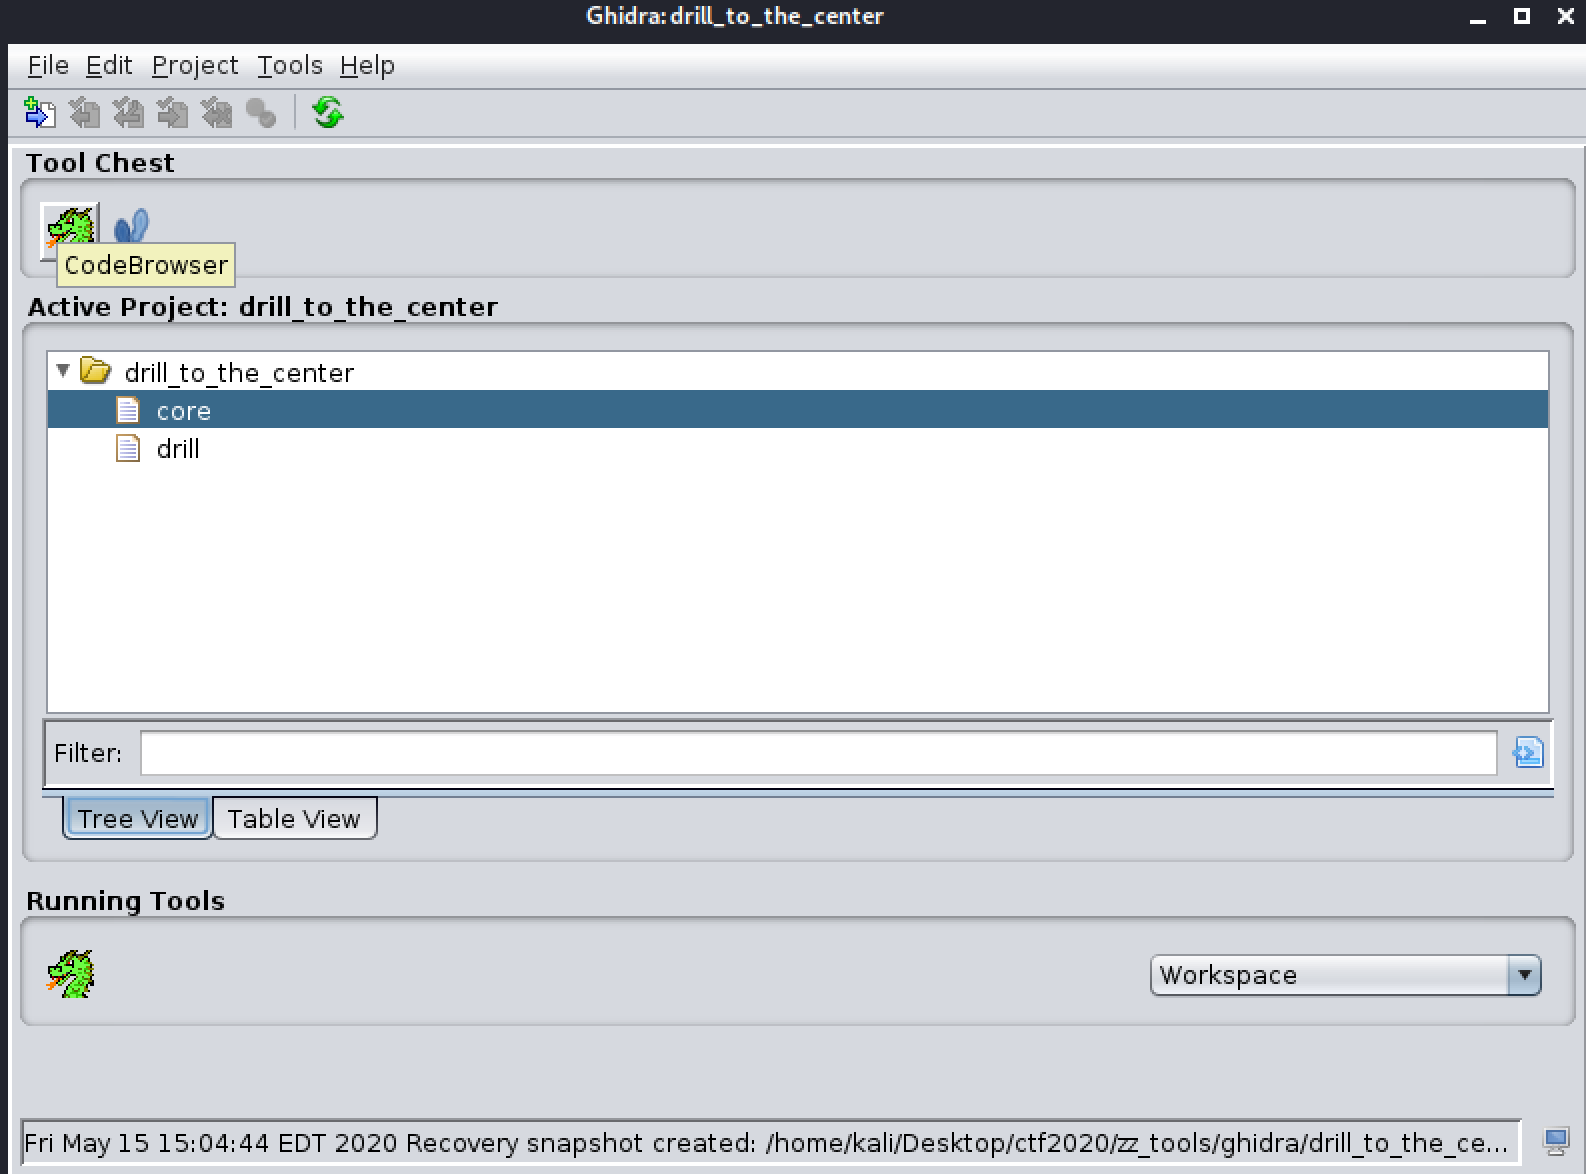 Ghidra: drill_to_the_center
File Edit Project Tools Help
Tool Chest
CodeBrowser
Active Project: drill_to_the_center
drill_to_the_center
core
drill
Filter:
Tree View Table View
Running Tools
Workspace
Fri May 15 15:04:44 EDT 2020 Recovery snapshot created: /home/kali/Desktop/ctf2020/zz_tools/ghidra/drill_to_the_ce...